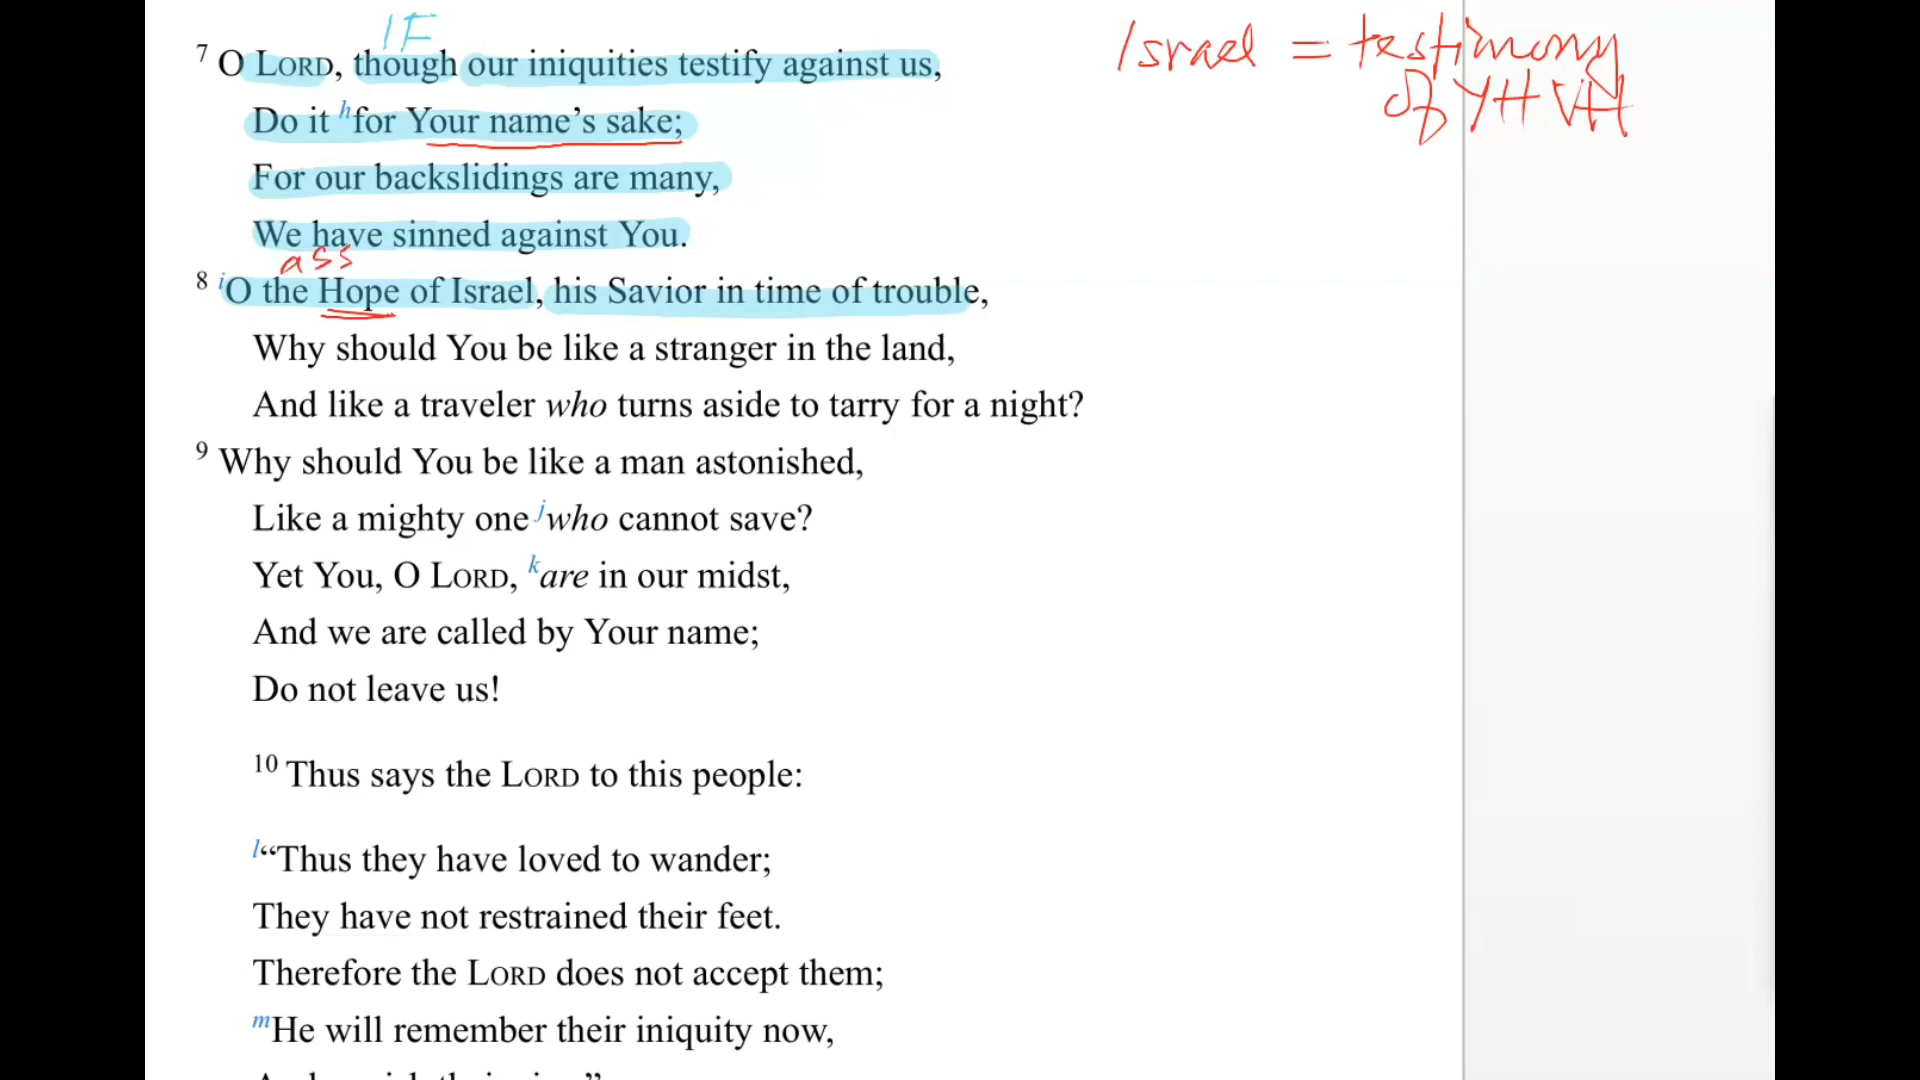 IF
Israel = testimony
of YHVH
7 O LORD, though our iniquities testify against us,
Do it h for Your name’s sake;
For our backslidings are many,
We have sinned against You.
ass
8 i O the Hope of Israel, his Savior in time of trouble,
Why should You be like a stranger in the land,
And like a traveler who turns aside to tarry for a night?
9 Why should You be like a man astonished,
Like a mighty one j who cannot save?
Yet You, O LORD, k are in our midst,
And we are called by Your name;
Do not leave us!
10 Thus says the LORD to this people:
l “Thus they have loved to wander;
They have not restrained their feet.
Therefore the LORD does not accept them;
m He will remember their iniquity now,